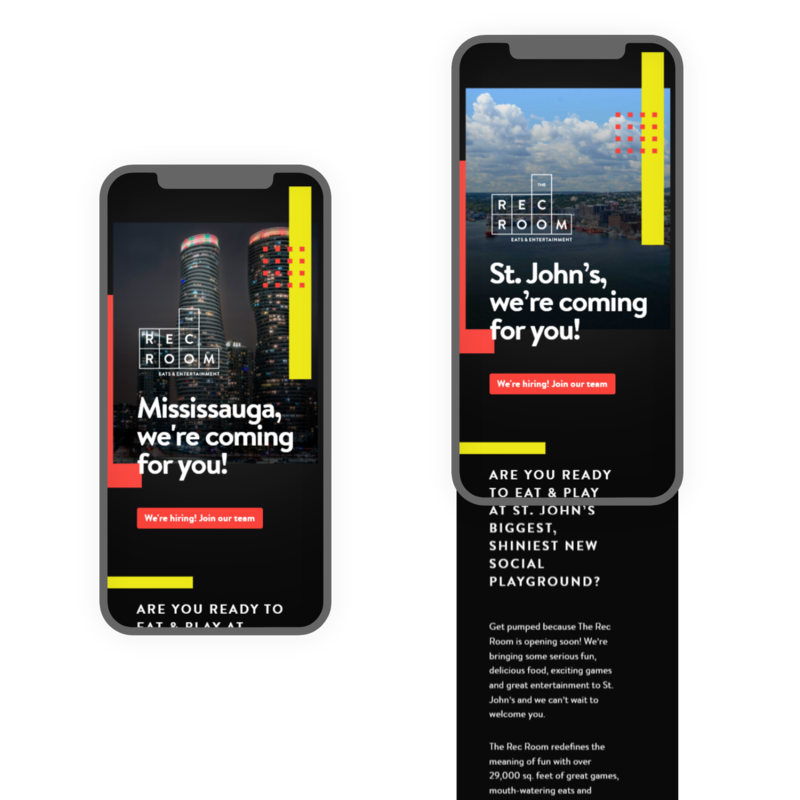 THE
REC
ROOM
EATS & ENTERTAINMENT
Mississauga,
we're coming
for you!
We're hiring! Join our team
ARE YOU READY TO
EAT & PLAY AT
THE
REC
ROOM
EATS & ENTERTAINMENT
St. John's,
we're coming
for you!
We're hiring! Join our team
ARE YOU READY
TO EAT & PLAY
AT ST. JOHN'S
BIGGEST,
SHINIEST NEW
SOCIAL
PLAYGROUND?
Get pumped because The Rec
Room is opening soon! We're
bringing some serious fun,
delicious food, exciting games
and great entertainment to St.
John's and we can't wait to
welcome you.
The Rec Room redefines the
meaning of fun with over
29,000 sq. feet of great games,
mouth-watering eats and